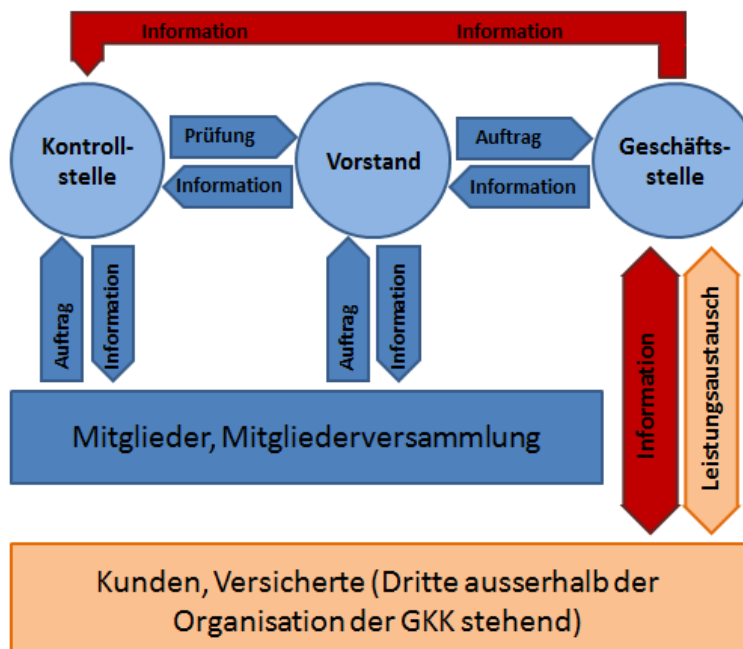 Information Information
Kontroll-
stelle
Prüfung
Information
Vorstand
Auftrag
Information
Geschäfts-
stelle
Auftrag
Information
Auftrag
Information
Information
Leistungsaustausch
Mitglieder, Mitgliederversammlung
Kunden, Versicherte (Dritte ausserhalb der
Organisation der GKK stehend)